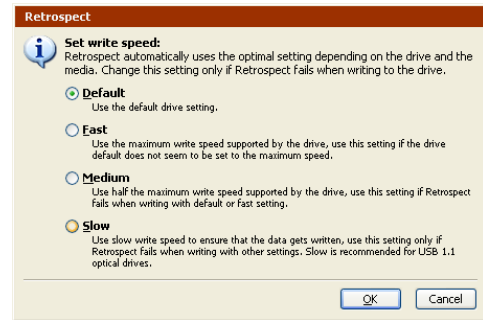 Retrospect
Set write speed:
Retrospect automatically uses the optimal setting depending on the drive and the
media. Change this setting only if Retrospect fails when writing to the drive.
Default
Use the default drive setting.
Fast
Use the maximum write speed supported by the drive, use this setting if the drive
default does not seem to be set to the maximum speed.
Medium
Use half the maximum write speed supported by the drive, use this setting if Retrospect
fails when writing with default or fast setting.
Slow
Use slow write speed to ensure that the data gets written, use this setting only if
Retrospect fails when writing with other settings. Slow is recommended for USB 1.1
optical drives.
OK Cancel